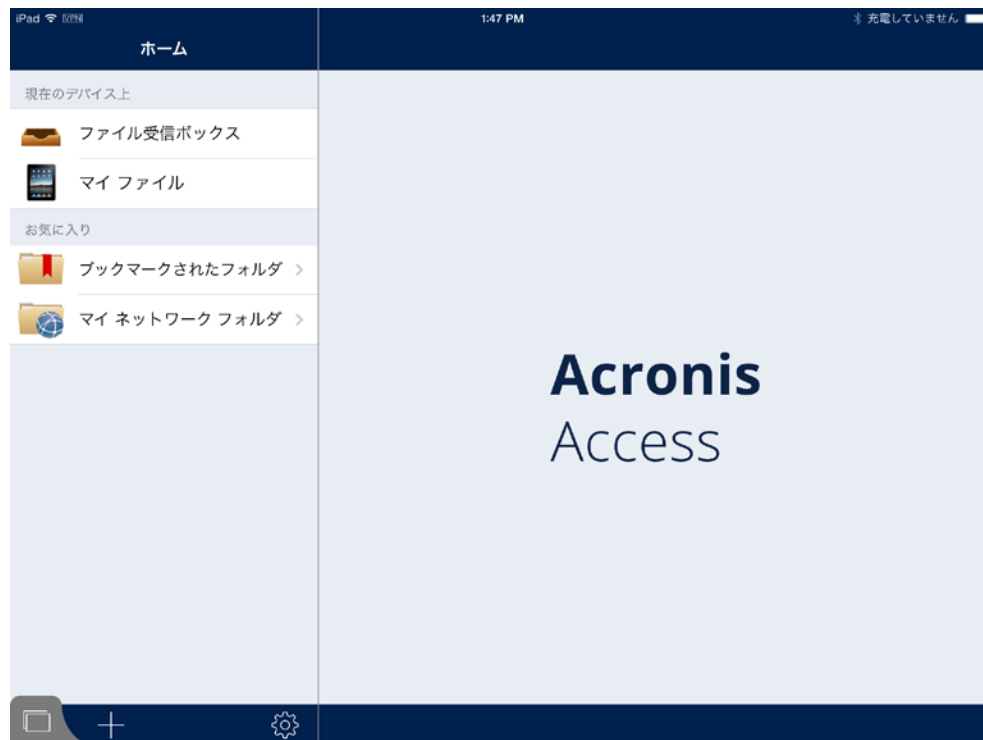 iPad VPN 1:47 PM 充電していません
ホーム
現在のデバイス上
ファイル受信ボックス
マイ ファイル
お気に入り
ブックマークされたフォルダ
マイ ネットワーク フォルダ
Acronis
Access